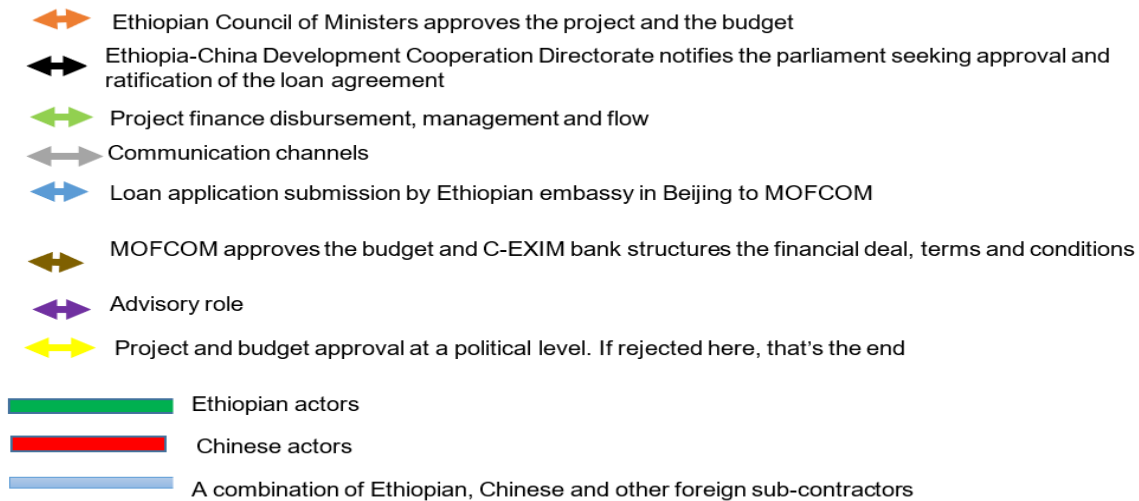 Ethiopian Council of Ministers approves the project and the budget
Ethiopia-China Development Cooperation Directorate notifies the parliament seeking approval and
ratification of the loan agreement
Project finance disbursement, management and flow
Communication channels
Loan application submission by Ethiopian embassy in Beijing to MOFCOM
MOFCOM approves the budget and C-EXIM bank structures the financial deal, terms and conditions
Advisory role
Project and budget approval at a political level. If rejected here, that’s the end
Ethiopian actors
Chinese actors
A combination of Ethiopian, Chinese and other foreign sub-contractors